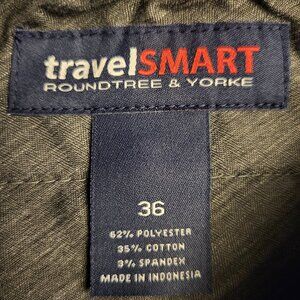 travelSMART
ROUNDTREE & YORKE
36
62% POLYESTER
35% COTTON
3% SPANDEX
MADE IN INDONESIA